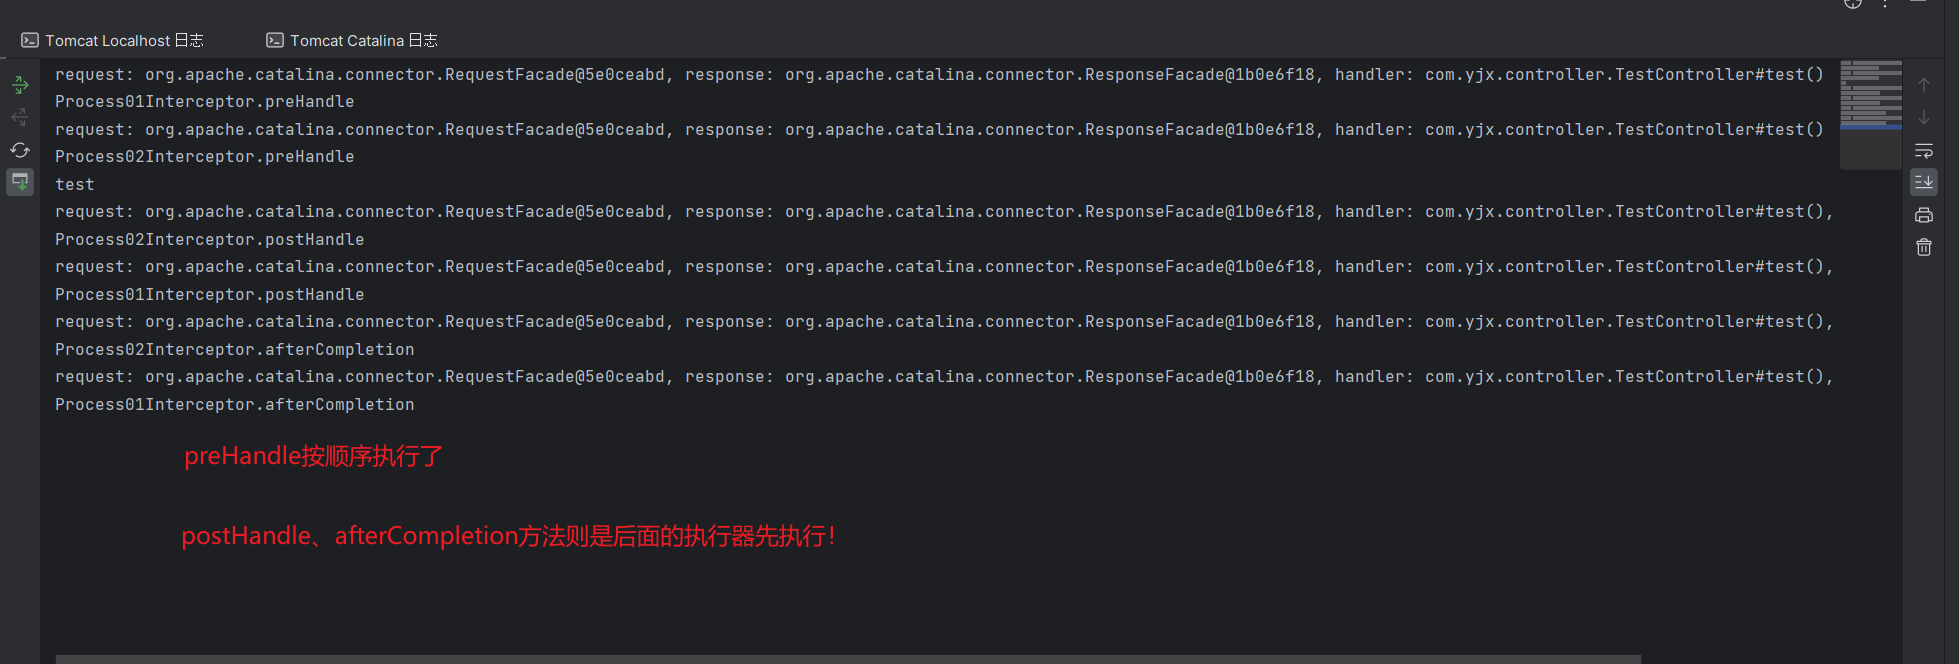 Tomcat Localhost 日志
Tomcat Catalina 日志
request: org.apache.catalina.connector.RequestFacade@5e0ceabd, response: org.apache.catalina.connector.ResponseFacade@1b0e6f18, handler: com.yjx.controller.TestController#test()
Process01Interceptor.preHandle
request: org.apache.catalina.connector.RequestFacade@5e0ceabd, response: org.apache.catalina.connector.ResponseFacade@1b0e6f18, handler: com.yjx.controller.TestController#test()
Process02Interceptor.preHandle
test
request: org.apache.catalina.connector.RequestFacade@5e0ceabd, response: org.apache.catalina.connector.ResponseFacade@1b0e6f18, handler: com.yjx.controller.TestController#test(),
Process02Interceptor.postHandle
request: org.apache.catalina.connector.RequestFacade@5e0ceabd, response: org.apache.catalina.connector.ResponseFacade@1b0e6f18, handler: com.yjx.controller.TestController#test(),
Process01Interceptor.postHandle
request: org.apache.catalina.connector.RequestFacade@5e0ceabd, response: org.apache.catalina.connector.ResponseFacade@1b0e6f18, handler: com.yjx.controller.TestController#test(),
Process02Interceptor.afterCompletion
request: org.apache.catalina.connector.RequestFacade@5e0ceabd, response: org.apache.catalina.connector.ResponseFacade@1b0e6f18, handler: com.yjx.controller.TestController#test(),
Process01Interceptor.afterCompletion
preHandle按顺序执行了
postHandle、afterCompletion方法则是后面的执行器先执行！